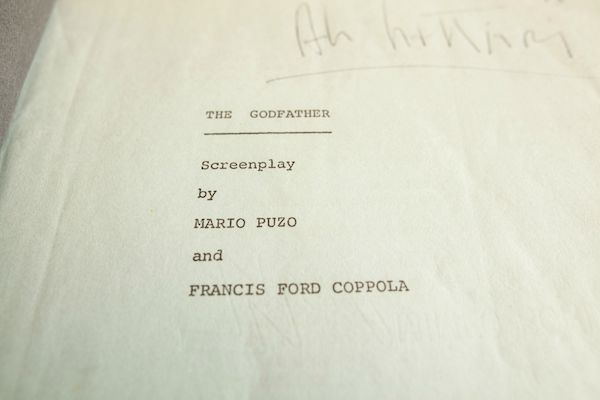 THE GODFATHER
Screenplay
by
MARIO PUZO
and
FRANCIS FORD COPPOLA